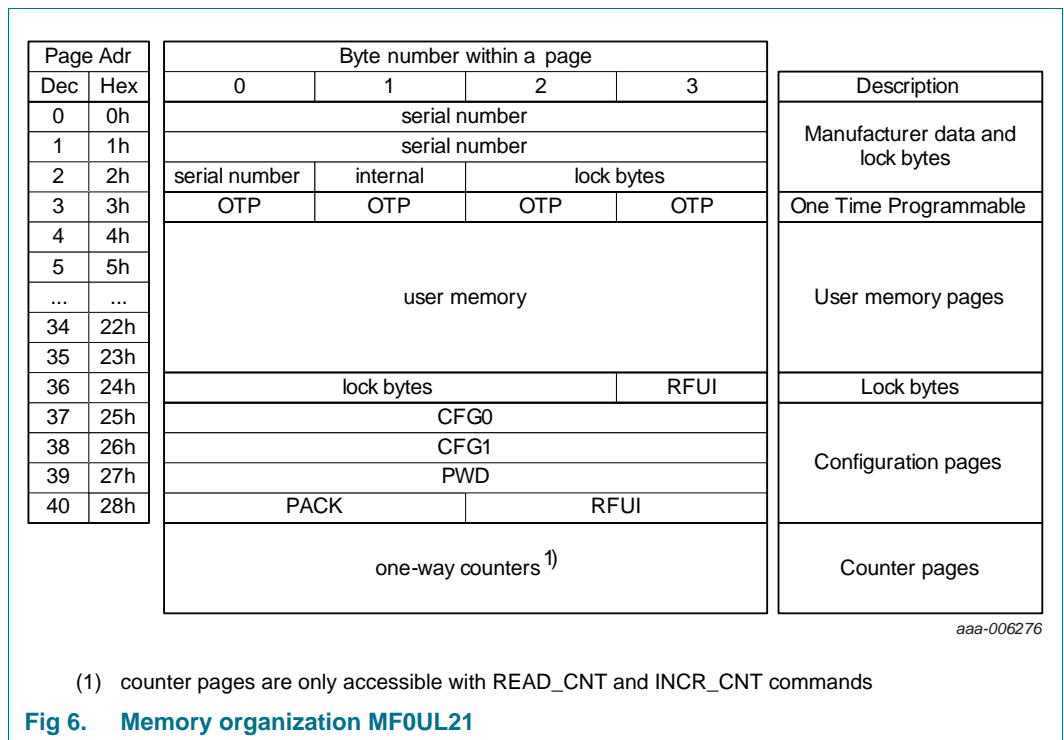 Page Adr Byte number within a page
Dec Hex 0 1 2 3 Description
0 0h serial number
Manufacturer data and
1 1h serial number
lock bytes
2 2h serial number internal lock bytes
3 3h OTP OTP OTP OTP One Time Programmable
4 4h
5 5h
... ... user memory User memory pages
34 22h
35 23h
36 24h lock bytes RFUI Lock bytes
37 25h CFG0
38 26h CFG1
Configuration pages
39 27h PWD
40 28h PACK RFUI
one-way counters 1) Counter pages
aaa-006276
(1) counter pages are only accessible with READ_CNT and INCR_CNT commands
Fig 6. Memory organization MF0UL21